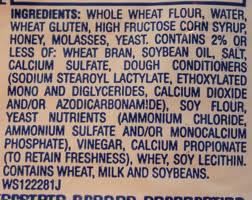 INGREDIENTS: WHOLE WHEAT FLOUR, WATER,
WHEAT GLUTEN, HIGH FRUCTOSE CORN SYRUP,
HONEY, MOLASSES, YEAST. CONTAINS 2% OR
LESS OF: WHEAT BRAN, SOYBEAN OIL, SALT,
CALCIUM SULFATE, DOUGH CONDITIONERS
(SODIUM STEAROYL LACTYLATE, ETHOXYLATED
MONO AND DIGLYCERIDES, CALCIUM DIOXIDE
AND/OR AZODICARBONAMIDE), SOY FLOUR,
YEAST NUTRIENTS (AMMONIUM CHLORIDE,
AMMONIUM SULFATE AND/OR MONOCALCIUM
PHOSPHATE), VINEGAR, CALCIUM PROPIONATE
(TO RETAIN FRESHNESS), WHEY, SOY LECITHIN.
CONTAINS WHEAT, MILK AND SOYBEANS.
WS122281J